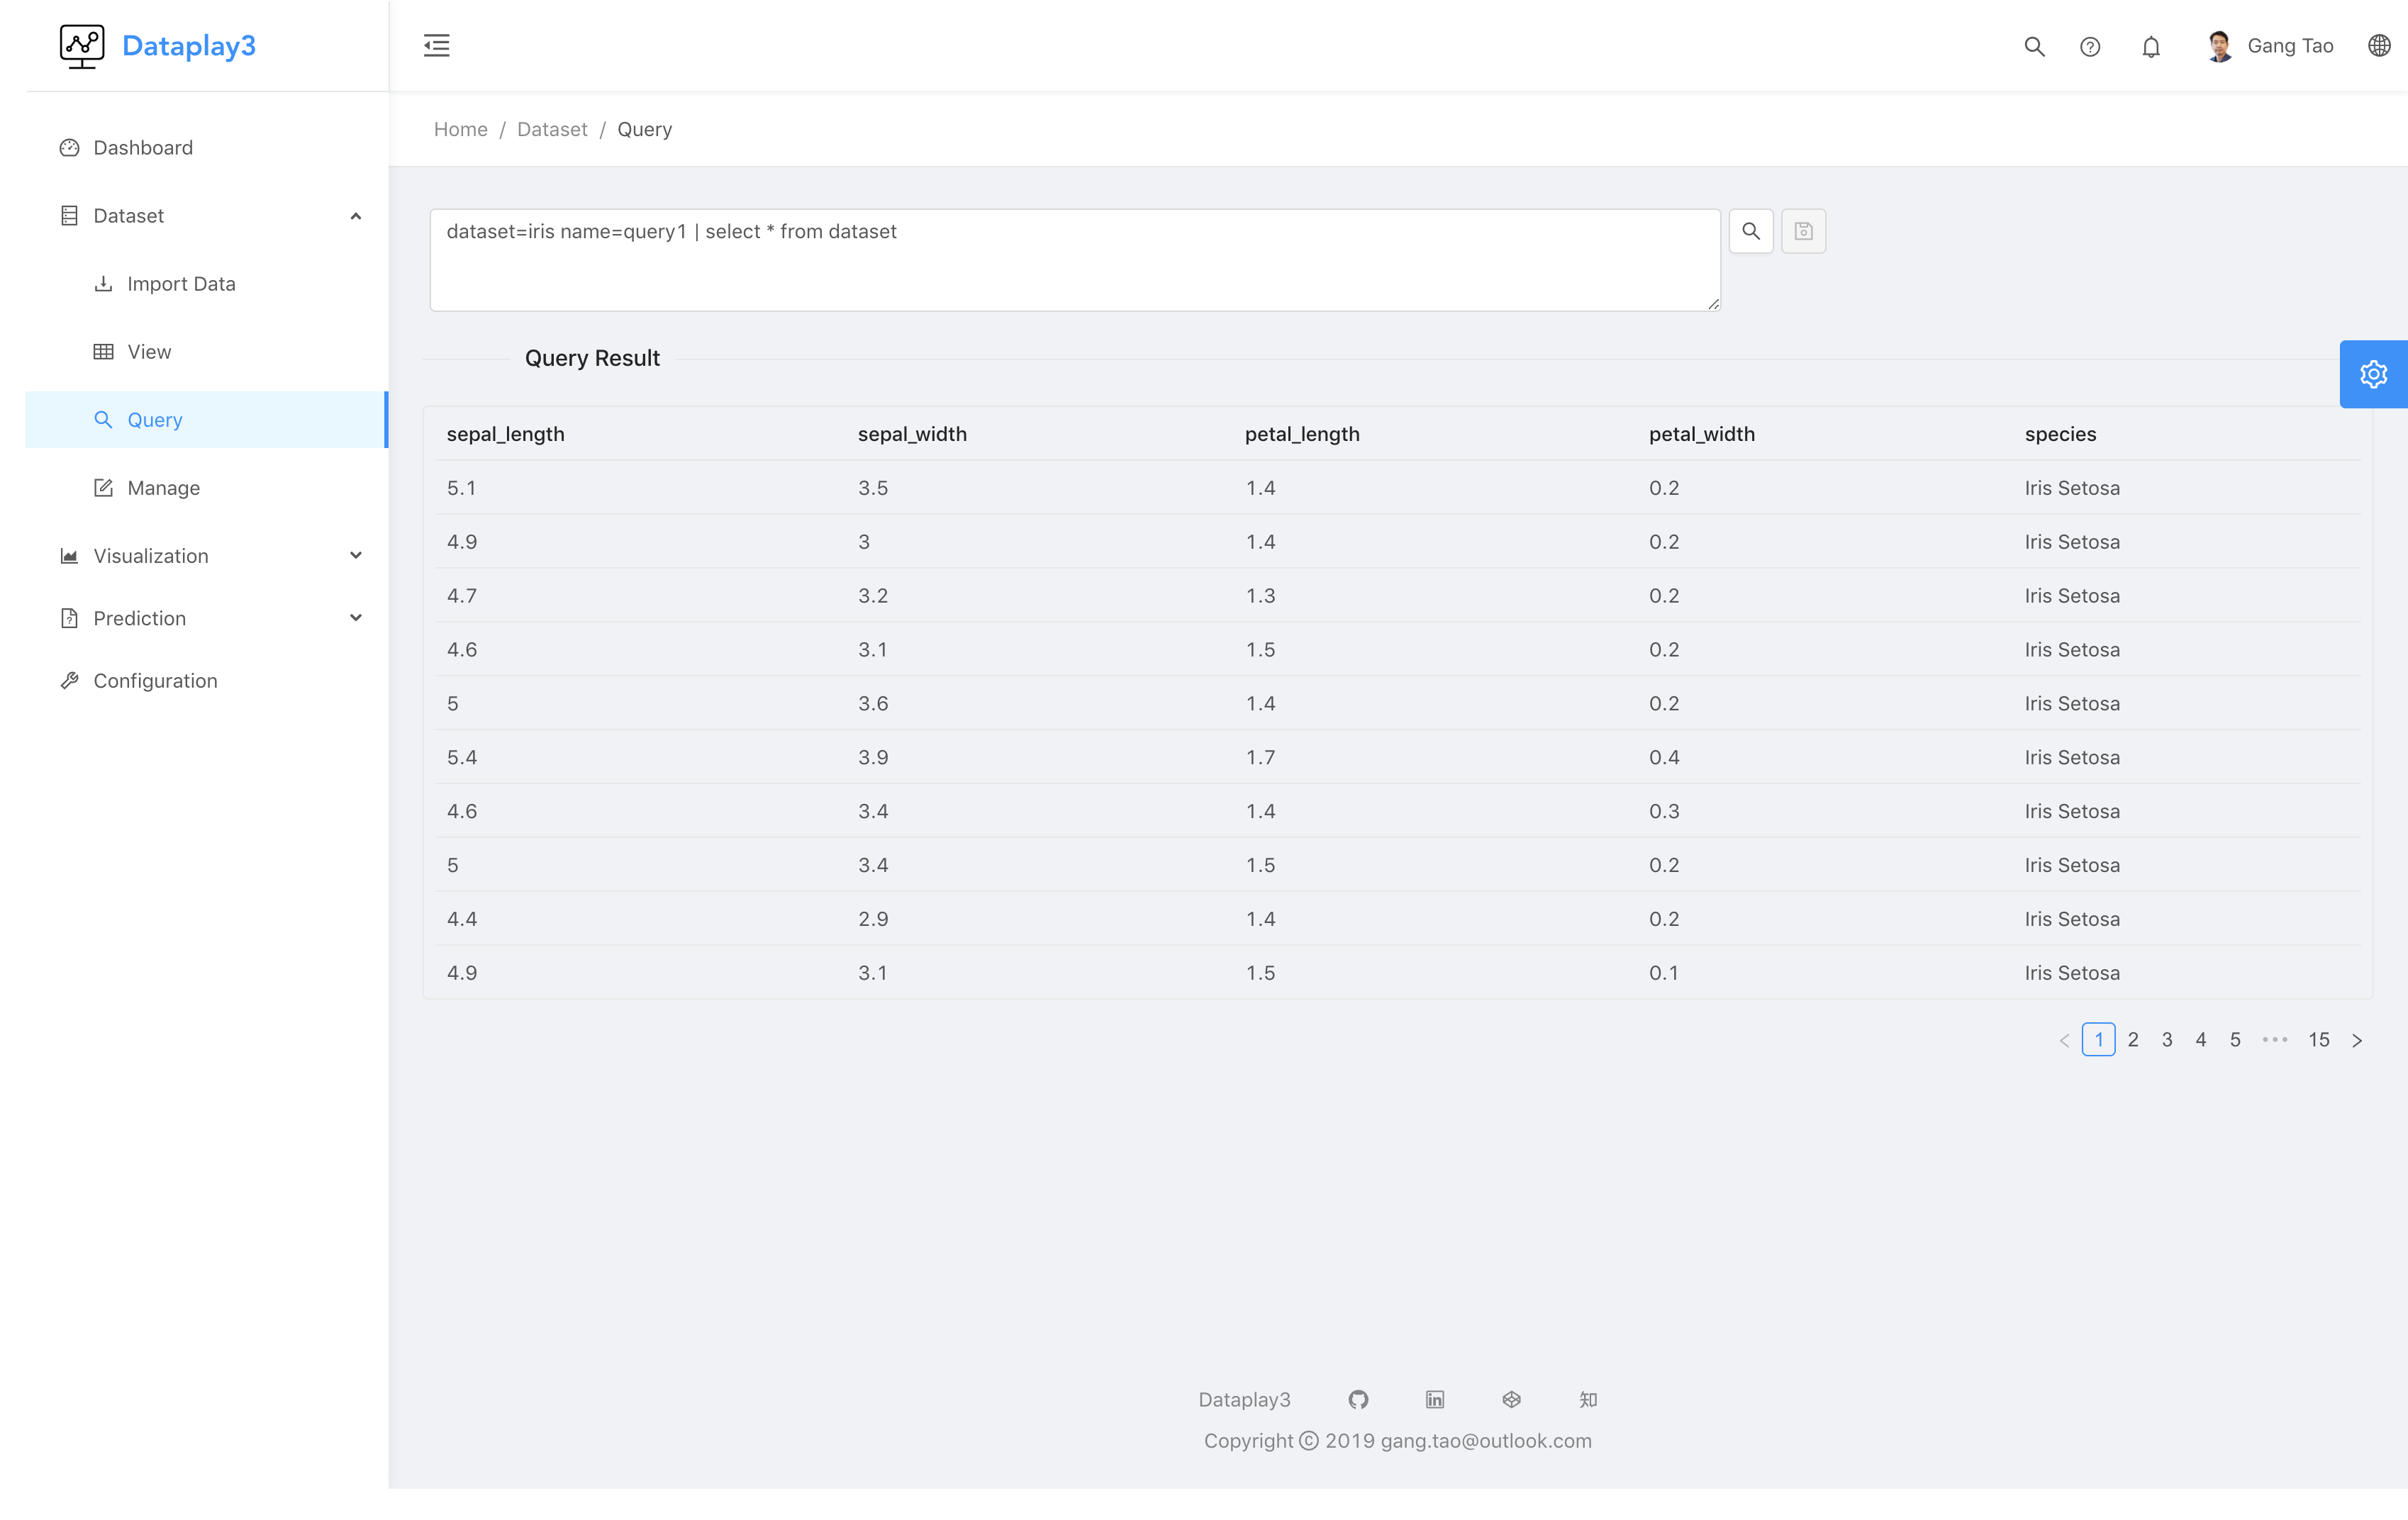 Dataplay3
Gang Tao
Home / Dataset / Query
Dashboard
Dataset
Import Data
View
Query
Manage
Visualization
Prediction
Configuration
dataset=iris name=query1 | select * from dataset
Query Result
sepal_length sepal_width petal_length petal_width species
5.1 3.5 1.4 0.2 Iris Setosa
4.9 3 1.4 0.2 Iris Setosa
4.7 3.2 1.3 0.2 Iris Setosa
4.6 3.1 1.5 0.2 Iris Setosa
5 3.6 1.4 0.2 Iris Setosa
5.4 3.9 1.7 0.4 Iris Setosa
4.6 3.4 1.4 0.3 Iris Setosa
5 3.4 1.5 0.2 Iris Setosa
4.4 2.9 1.4 0.2 Iris Setosa
4.9 3.1 1.5 0.1 Iris Setosa
< 1 2 3 4 5 ••• 15 >
Dataplay3 in 知
Copyright © 2019 gang.tao@outlook.com